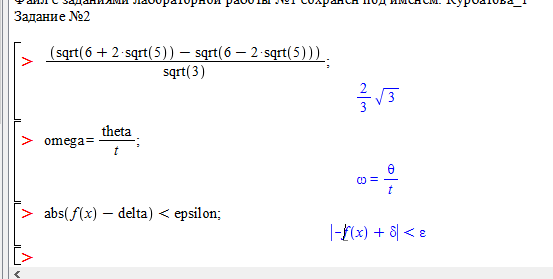 Файл с заданиями лабораторной работы №1 сохранен под именем: Курбатова_1
Задание №2
> (sqrt(6 + 2·sqrt(5)) − sqrt(6 − 2·sqrt(5))) / sqrt(3);
2/3 √3
> omega = theta/t;
ω = θ/t
> abs(f(x) − delta) < epsilon;
|−f(x) + δ| < ε
>